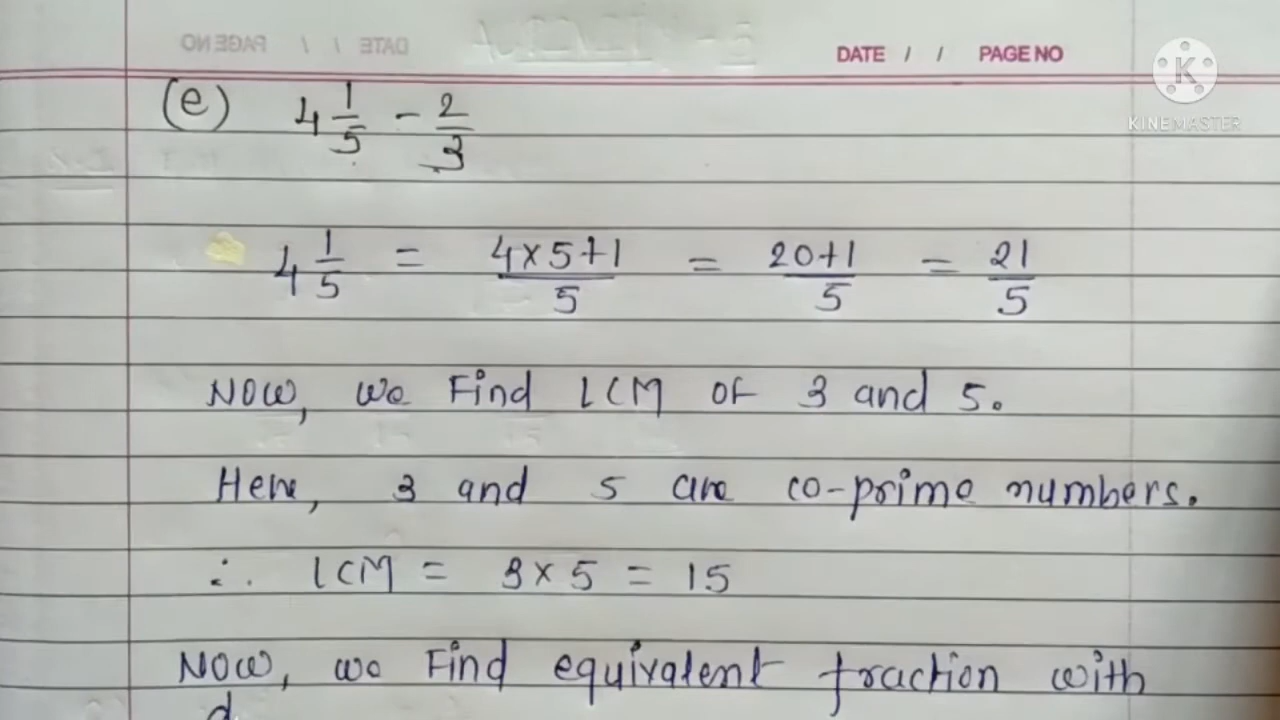 DATE / / PAGE NO
K
KINEMASTER
(e) 4 1/5 - 2/3
4 1/5 = 4×5+1/5 = 20+1/5 = 21/5
Now, we Find LCM OF 3 and 5.
Here, 3 and 5 are co-prime numbers.
∴ LCM = 3×5 = 15
Now, we Find equivalent fraction with